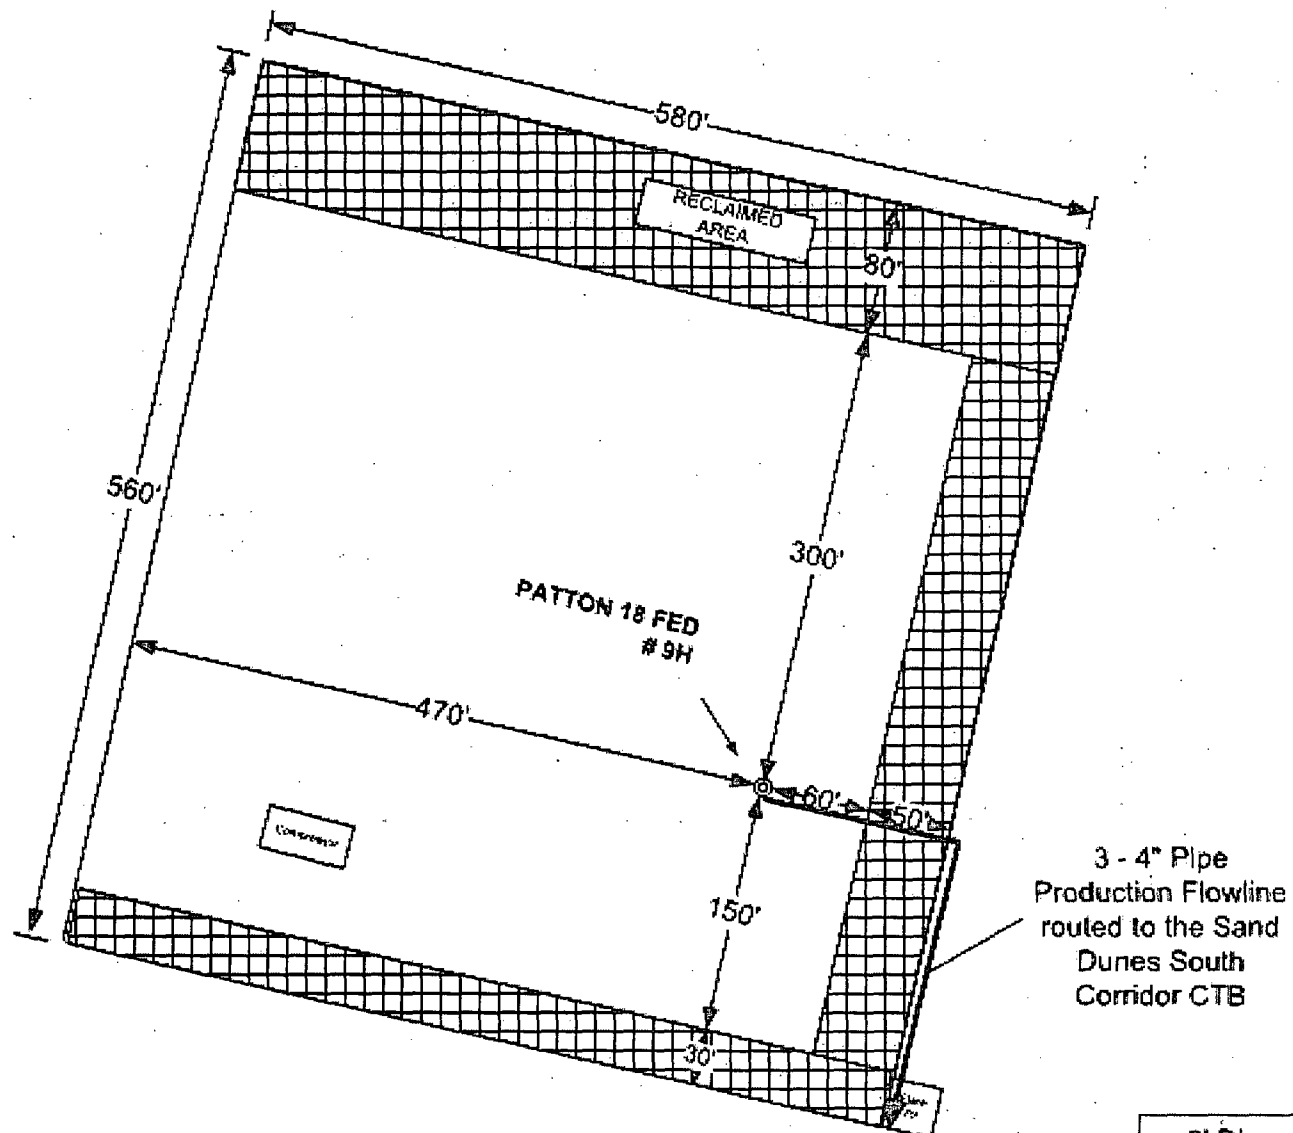 580'
RECLAIMED
AREA
80'
560'
300'
PATTON 18 FED
# 9H
470'
60'
50'
3 - 4" Pipe
Production Flowline
routed to the Sand
Dunes South
Corridor CTB
150'
30'